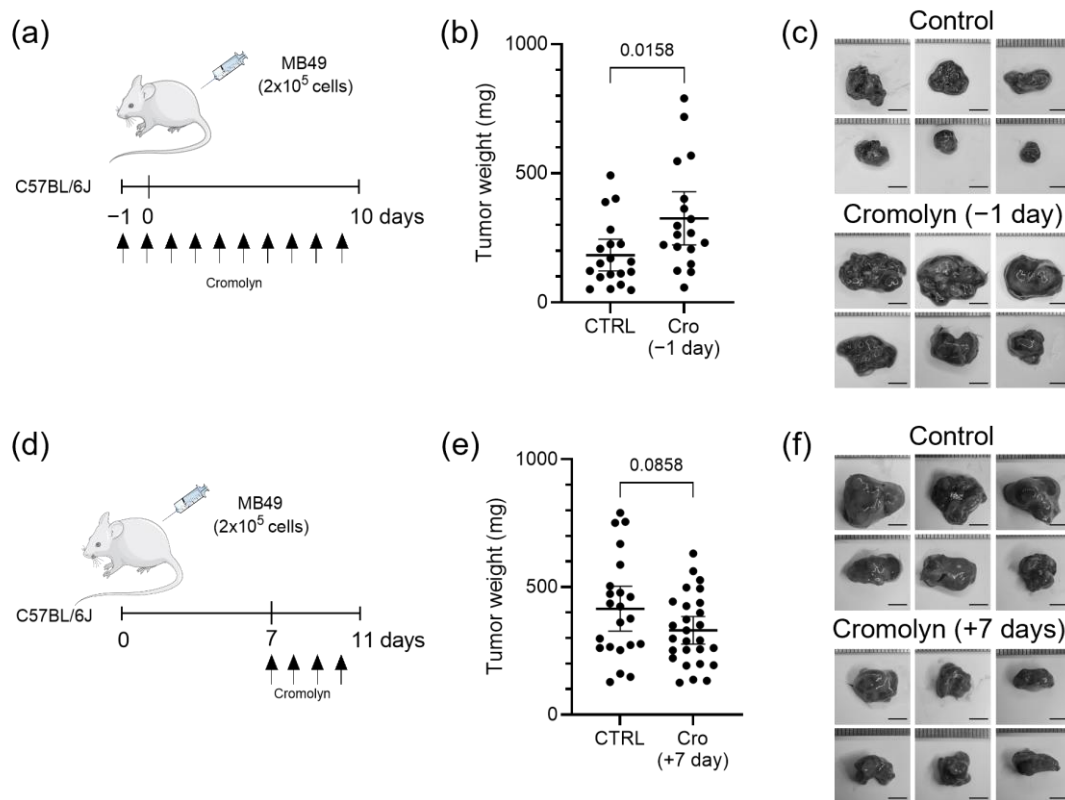 (a)
MB49
(2x10⁵ cells)
C57BL/6J
−1 0 10 days
Cromolyn
(b)
1000
500
0
Tumor weight (mg)
0.0158
CTRL Cro
(−1 day)
(c)
Control
Cromolyn (−1 day)
(d)
MB49
(2x10⁵ cells)
C57BL/6J
0 7 11 days
Cromolyn
(e)
1000
500
0
Tumor weight (mg)
0.0858
CTRL Cro
(+7 day)
(f)
Control
Cromolyn (+7 days)